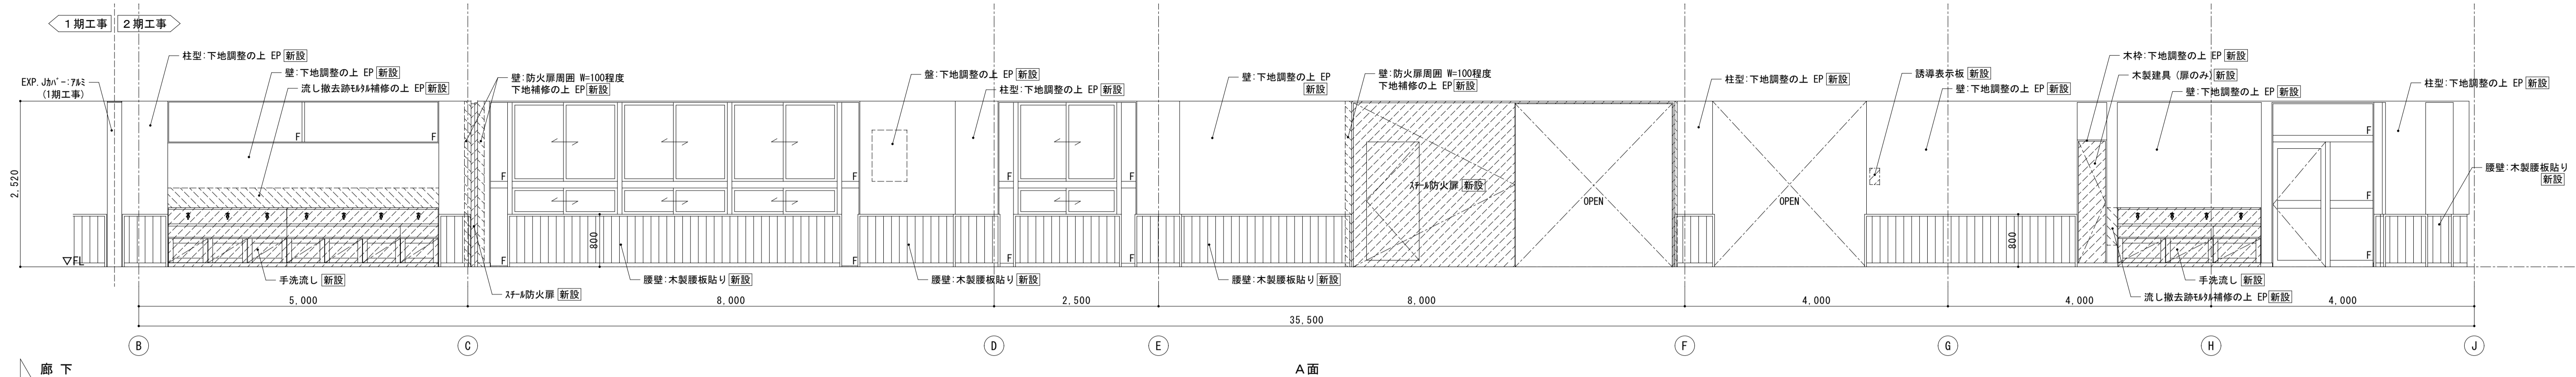 1期工事 2期工事
柱型:下地調整の上 EP 新設
壁:下地調整の上 EP 新設
流し撤去跡ﾓﾙﾀﾙ補修の上 EP 新設
EXP.Jｶﾊﾞｰ:ｱﾙﾐ
(1期工事)
壁:防火扉周囲 W=100程度
下地補修の上 EP 新設
盤:下地調整の上 EP 新設
柱型:下地調整の上 EP 新設
壁:下地調整の上 EP
新設
壁:防火扉周囲 W=100程度
下地補修の上 EP 新設
柱型:下地調整の上 EP 新設
誘導表示板 新設
壁:下地調整の上 EP 新設
木枠:下地調整の上 EP 新設
木製建具 (扉のみ) 新設
壁:下地調整の上 EP 新設
柱型:下地調整の上 EP 新設
腰壁:木製腰板貼り
新設
F F F F F F F F
ｽﾁｰﾙ防火扉 新設
OPEN OPEN
F F F F F F F
2,520
800
800
▽FL
手洗流し 新設
ｽﾁｰﾙ防火扉 新設
腰壁:木製腰板貼り 新設
腰壁:木製腰板貼り 新設
腰壁:木製腰板貼り 新設
手洗流し 新設
流し撤去跡ﾓﾙﾀﾙ補修の上 EP 新設
5,000 8,000 2,500 8,000 4,000 4,000 4,000
35,500
B C D E F G H J
廊 下
A面